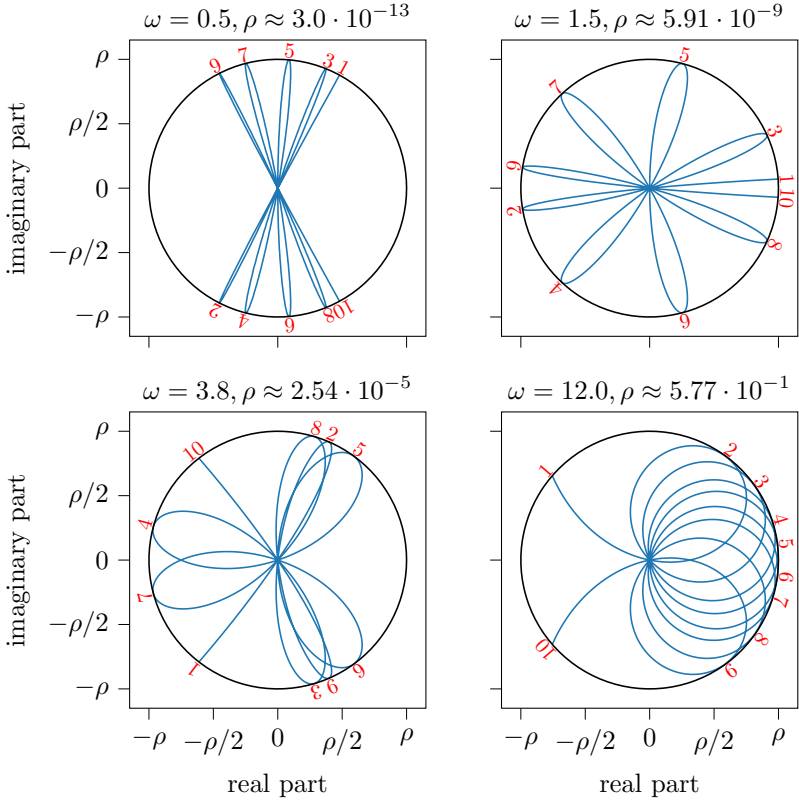 ω = 0.5, ρ ≈ 3.0 · 10⁻¹³
ω = 1.5, ρ ≈ 5.91 · 10⁻⁹
imaginary part
ρ
ρ/2
0
−ρ/2
−ρ
9 7 5 3 1
2 4 6 8 10
5
7 3
9 1
2 10
4 8
6
ω = 3.8, ρ ≈ 2.54 · 10⁻⁵
ω = 12.0, ρ ≈ 5.77 · 10⁻¹
imaginary part
ρ
ρ/2
0
−ρ/2
−ρ
10 8 2 5
4
7
1 3 9 6
1 2
3
4
5
6
7
8
10 9
−ρ −ρ/2 0 ρ/2 ρ
−ρ −ρ/2 0 ρ/2 ρ
real part
real part